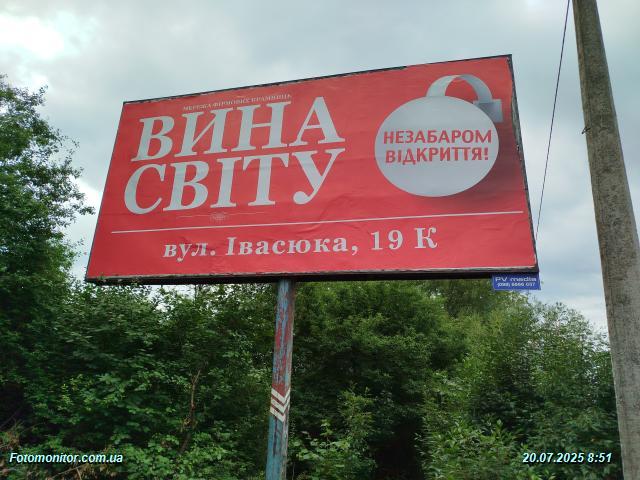 МЕРЕЖА ФІРМОВИХ КРАМНИЦЬ
ВИНА
СВІТУ
НЕЗАБАРОМ
ВІДКРИТТЯ!
вул. Івасюка, 19 К
PV media
Fotomonitor.com.ua
20.07.2025 8:51